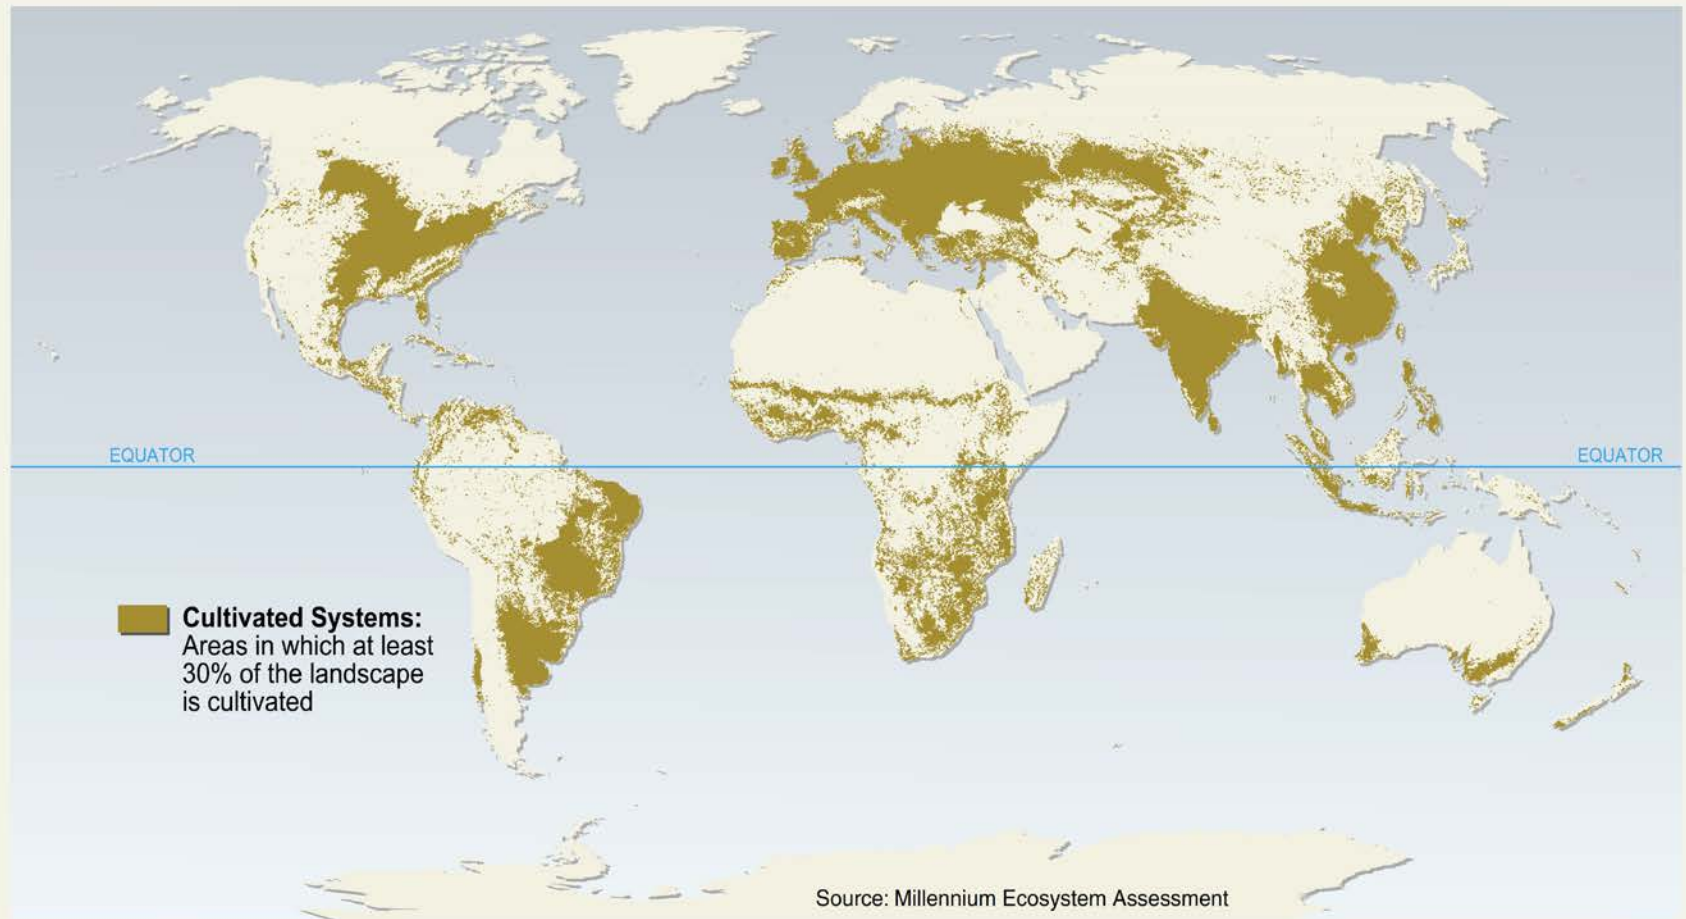 EQUATOR
EQUATOR
Cultivated Systems:
Areas in which at least
30% of the landscape
is cultivated
Source: Millennium Ecosystem Assessment